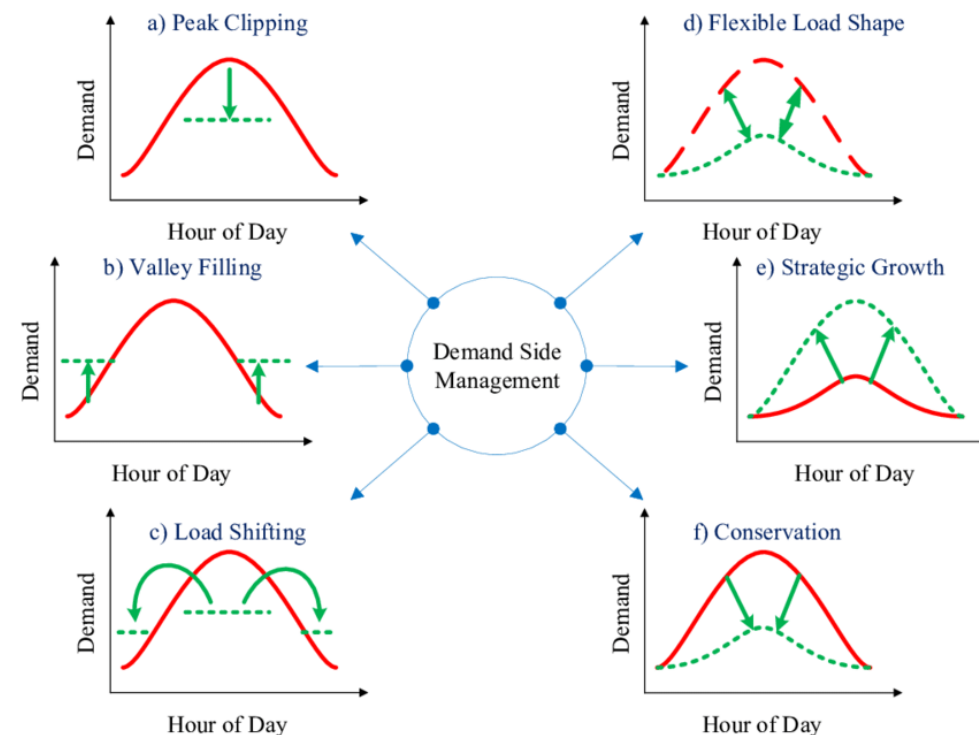 a) Peak Clipping
Demand
Hour of Day
b) Valley Filling
Demand
Hour of Day
c) Load Shifting
Demand
Hour of Day
Demand Side
Management
d) Flexible Load Shape
Demand
Hour of Day
e) Strategic Growth
Demand
Hour of Day
f) Conservation
Demand
Hour of Day